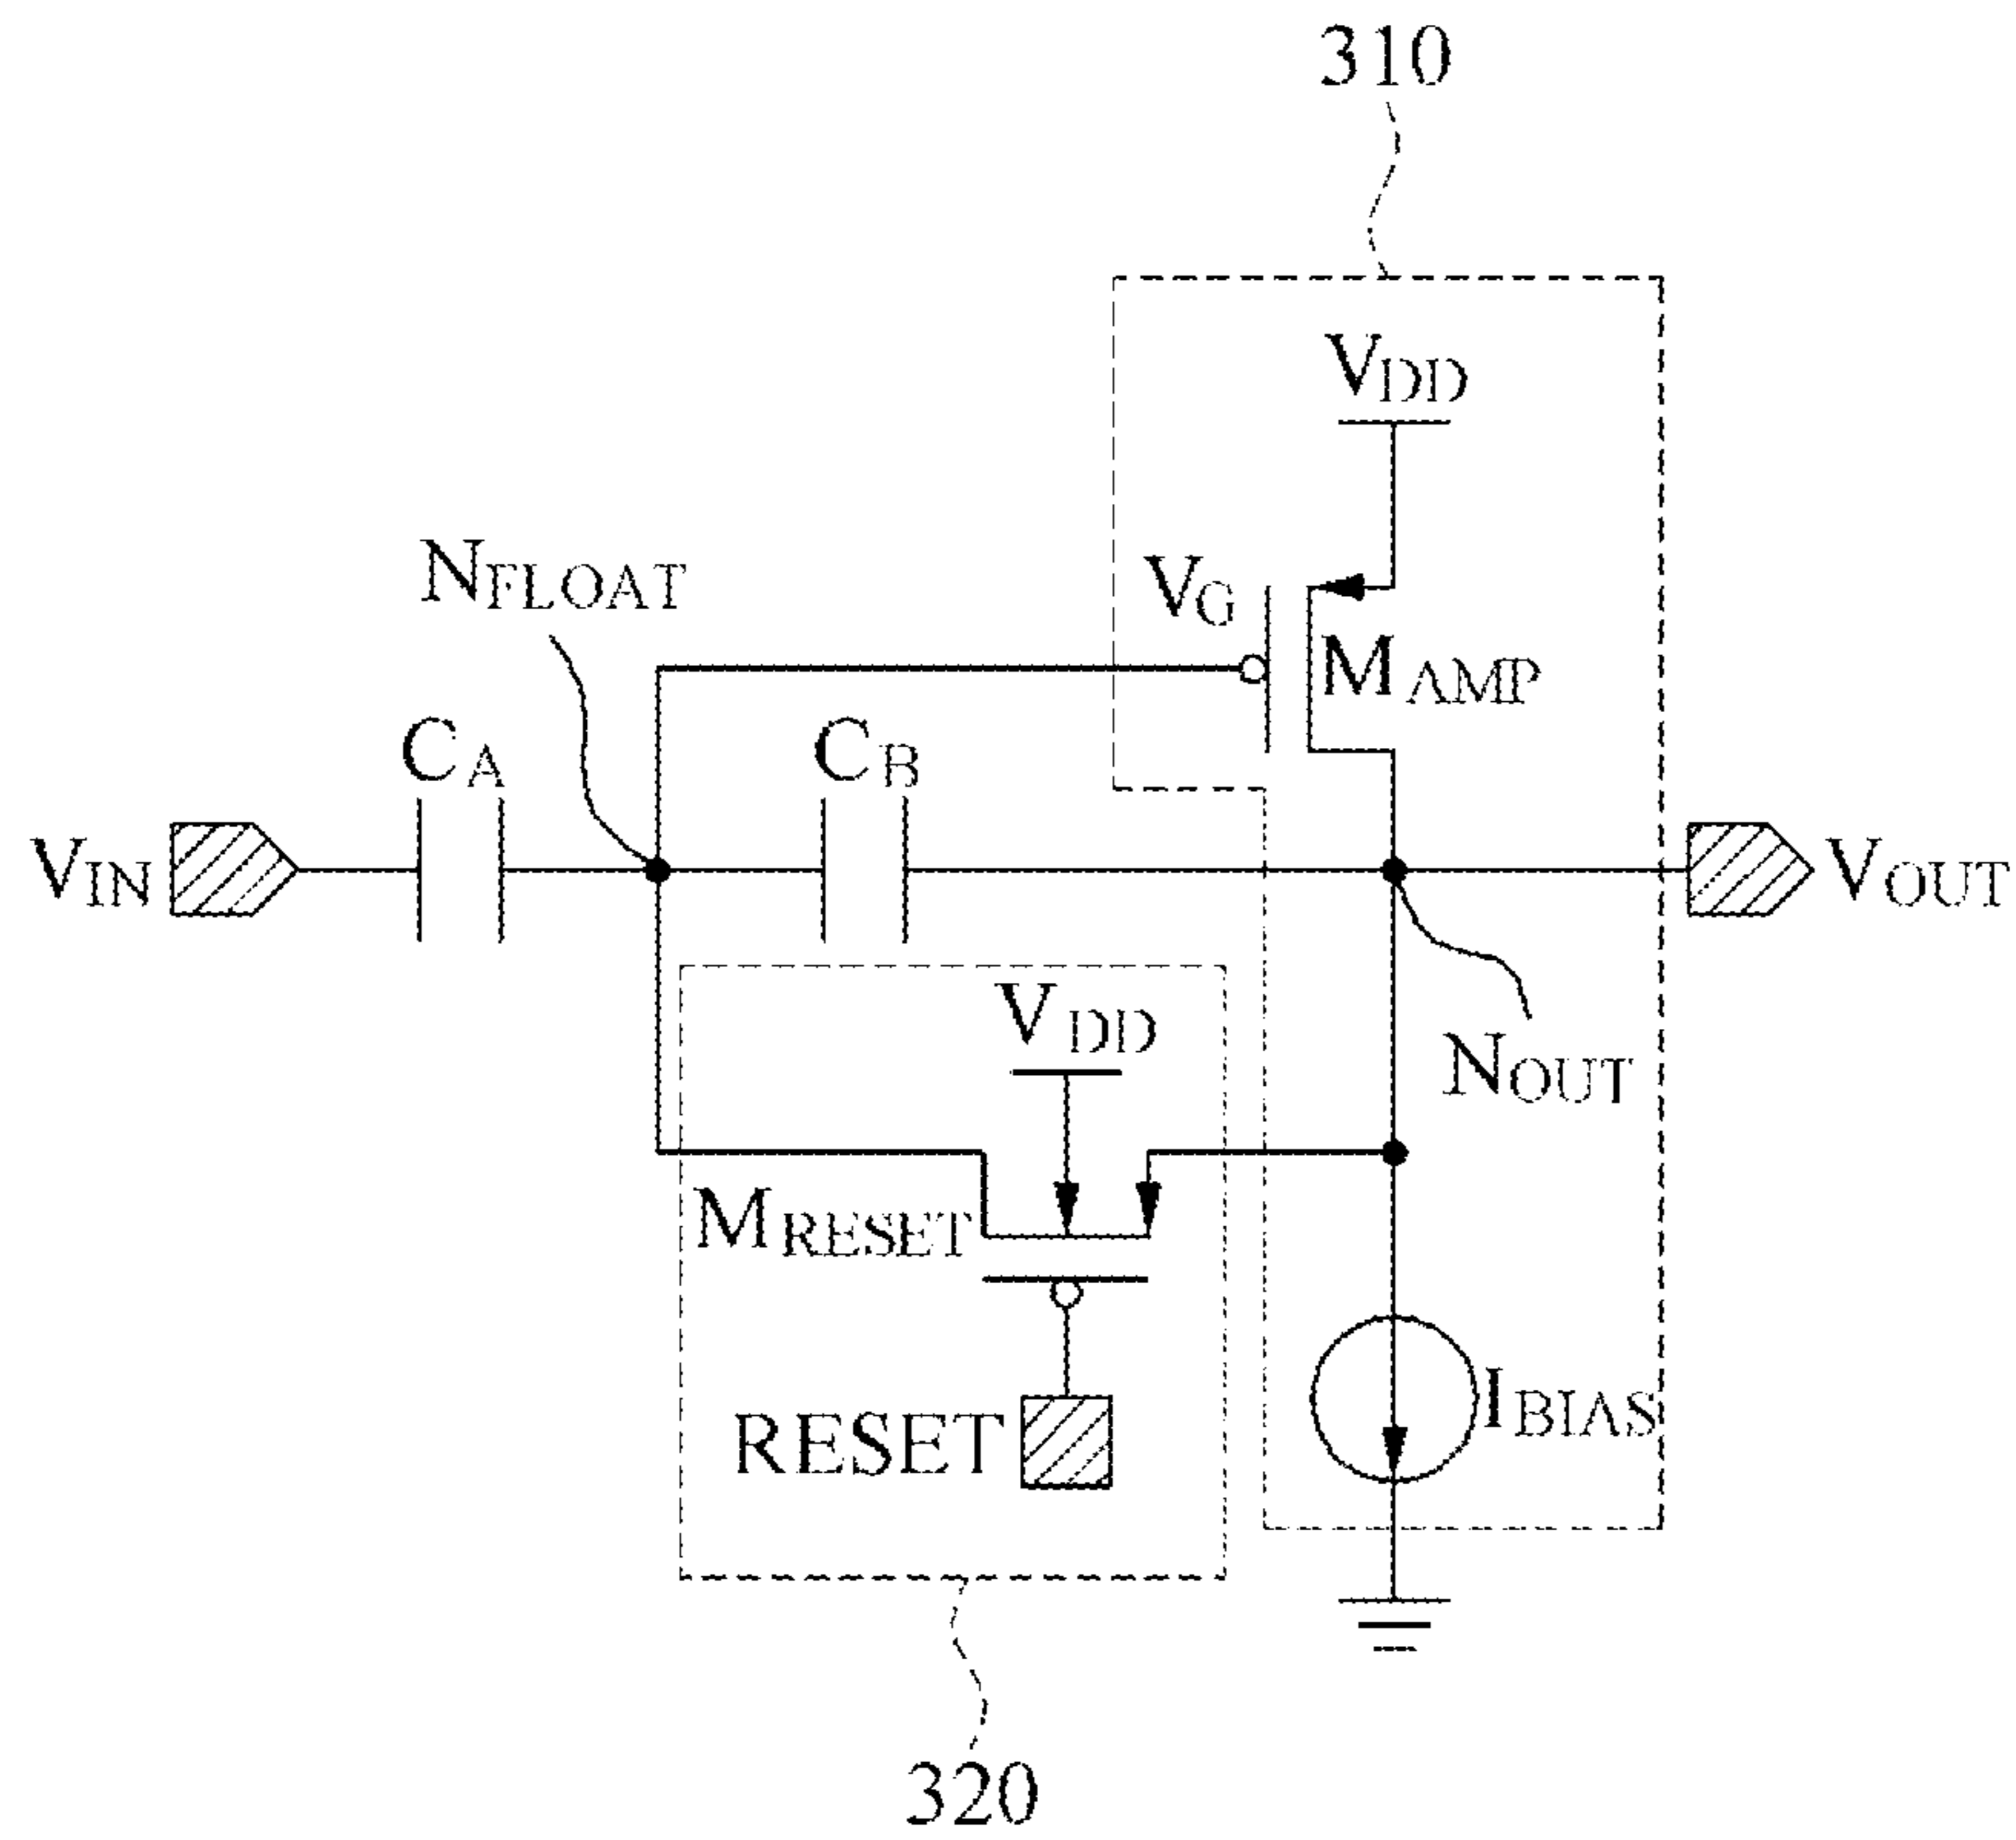 310
VDD
NFLOAT
VG
MAMP
CA
CB
VIN
VOUT
VDD
NOUT
MRESET
IBIAS
RESET
320